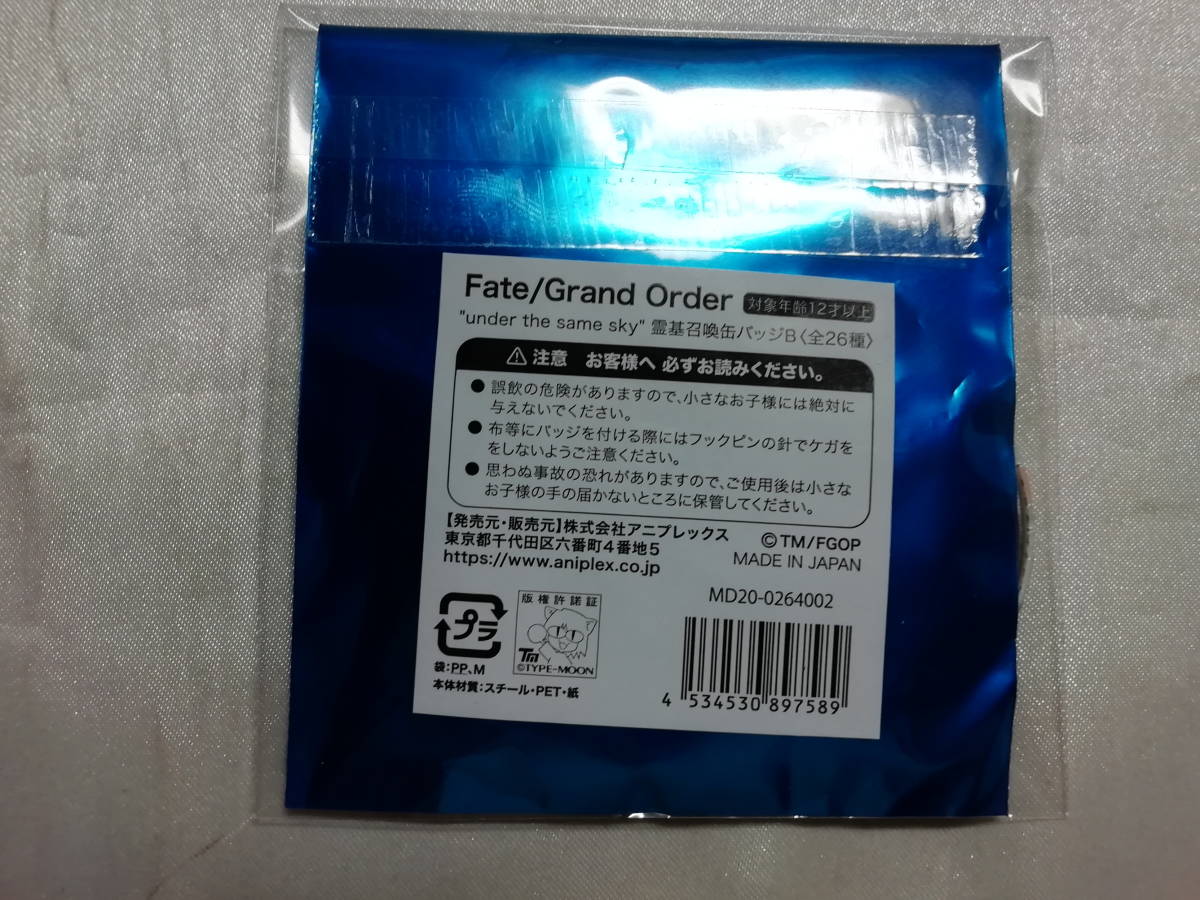 Fate/Grand Order 対象年齢12才以上
"under the same sky" 霊基召喚缶バッジB〈全26種〉
注意 お客様へ 必ずお読みください。
● 誤飲の危険がありますので、小さなお子様には絶対に
与えないでください。
● 布等にバッジを付ける際にはフックピンの針でケガを
をしないようご注意ください。
● 思わぬ事故の恐れがありますので、ご使用後は小さな
お子様の手の届かないところに保管してください。
【発売元・販売元】株式会社アニプレックス
東京都千代田区六番町4番地5
https://www.aniplex.co.jp
©TM/FGOP
MADE IN JAPAN
MD20-0264002
プラ
袋:PP、M
本体材質:スチール・PET・紙
版権許諾証
TM
©TYPE-MOON
4 534530 897589